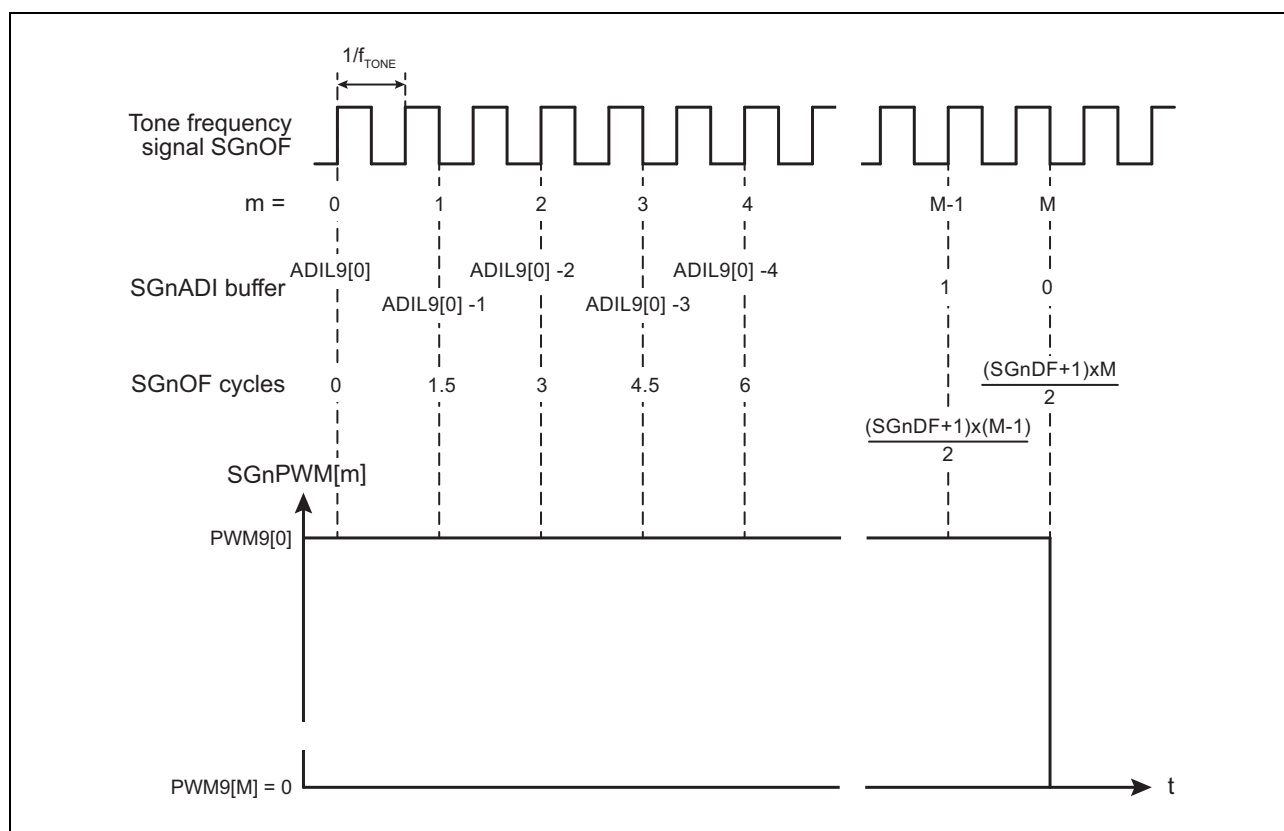 1/fTONE
Tone frequency
signal SGnOF
m = 0 1 2 3 4 M-1 M
ADIL9[0] ADIL9[0] -2 ADIL9[0] -4
SGnADI buffer 1 0
ADIL9[0] -1 ADIL9[0] -3
SGnOF cycles 0 1.5 3 4.5 6
(SGnDF+1)xM
2
(SGnDF+1)x(M-1)
2
SGnPWM[m]
PWM9[0]
PWM9[M] = 0
t